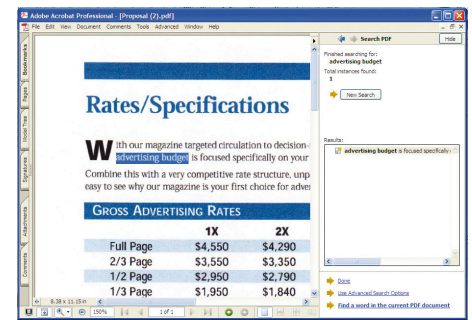 Adobe Acrobat Professional - [Proposal (2).pdf]
File Edit View Document Comments Tools Advanced Window Help
Bookmarks
Pages
Model Tree
Signatures
Attachments
Comments
Rates/Specifications
With our magazine targeted circulation to decision-
advertising budget is focused specifically on your
Combine this with a very competitive rate structure, unp
easy to see why our magazine is your first choice for adver
GROSS ADVERTISING RATES
1X 2X
Full Page $4,550 $4,290
2/3 Page $3,550 $3,350
1/2 Page $2,950 $2,790
1/3 Page $1,950 $1,840
8.38 x 11.15 in
150%
1 of 1
Search PDF
Hide
Finished searching for:
advertising budget
Total instances found:
1
New Search
Results:
advertising budget is focused specifically
Done
Use Advanced Search Options
Find a word in the current PDF document